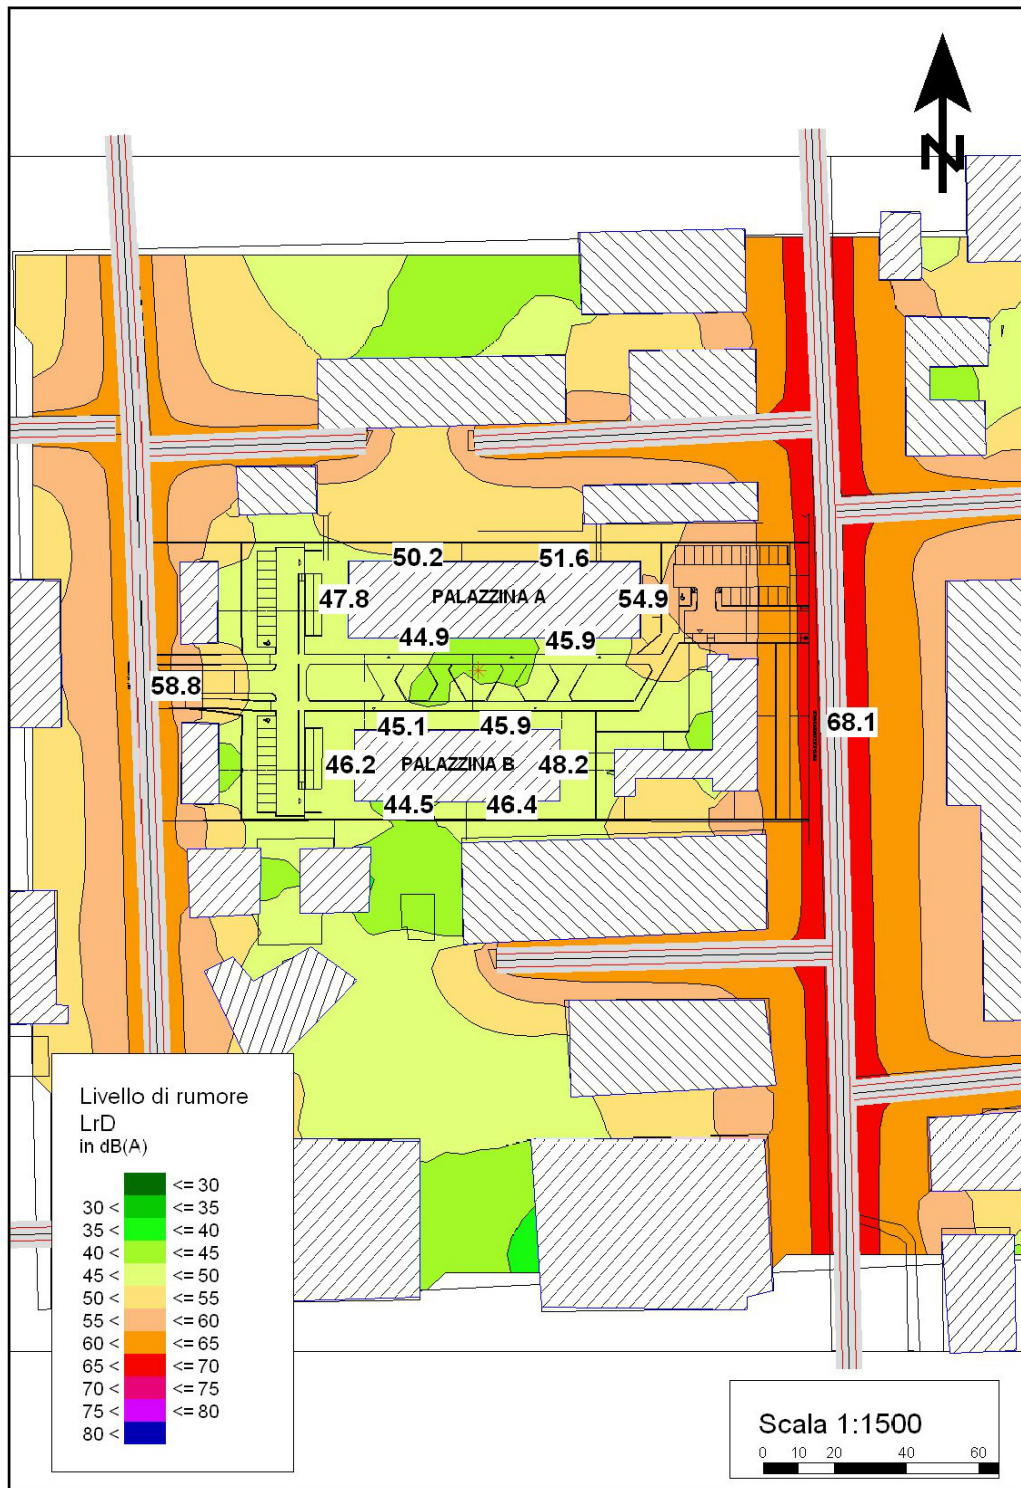 N
50.2 51.6
47.8 PALAZZINA A 54.9
44.9 45.9
58.8
45.1 45.9
68.1
46.2 PALAZZINA B 48.2
44.5 46.4
Livello di rumore
LrD
in dB(A)
<= 30
30 < <= 35
35 < <= 40
40 < <= 45
45 < <= 50
50 < <= 55
55 < <= 60
60 < <= 65
65 < <= 70
70 < <= 75
75 < <= 80
80 <
Scala 1:1500
0 10 20 40 60